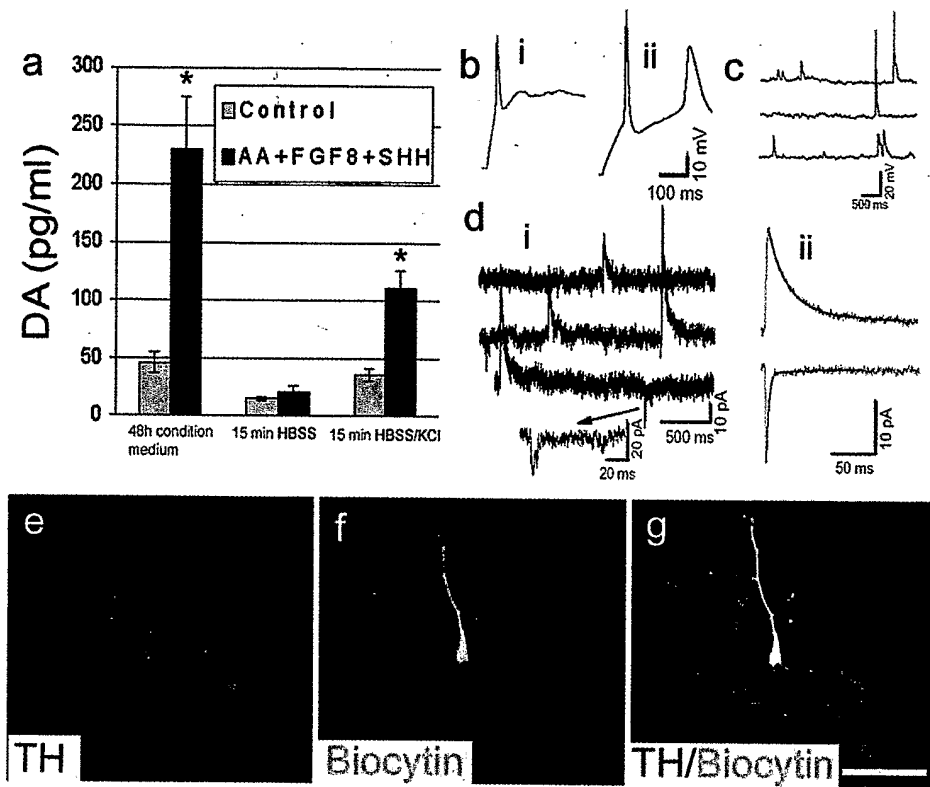 a
300
250
200
150
100
50
0
DA (pg/ml)
*
*
Control
AA+FGF8+SHH
48h condition
medium
15 min HBSS
15 min HBSS/KCl
b
i
ii
10 mV
100 ms
c
20 mV
500 ms
d
i
ii
10 pA
500 ms
20 pA
20 ms
10 pA
50 ms
e
TH
f
Biocytin
g
TH/Biocytin